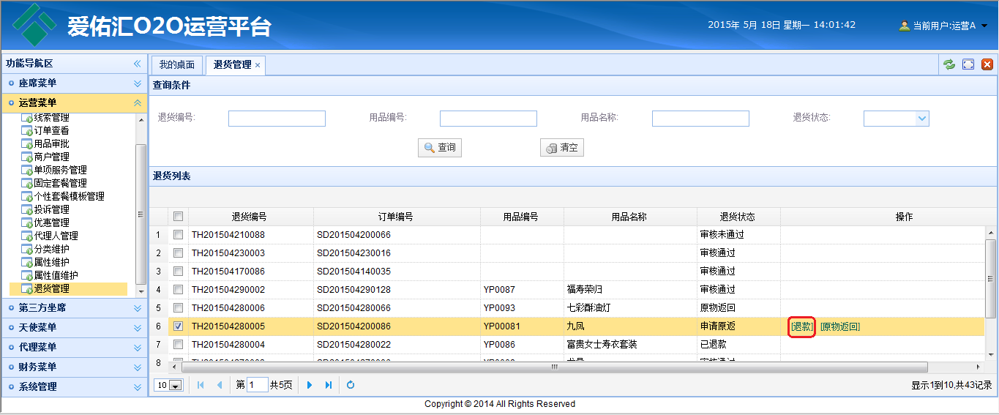 爱佑汇O2O运营平台
2015年 5月 18日 星期一 14:01:42
当前用户:运营A
功能导航区
座席菜单
运营菜单
线索管理
订单查看
用品审批
商户管理
单项服务管理
固定套餐管理
个性套餐模板管理
投诉管理
优惠管理
代理人管理
分类维护
属性维护
属性值维护
退货管理
第三方坐席
天使菜单
代理菜单
财务菜单
系统管理
我的桌面 退货管理 ×
查询条件
退货编号: 用品编号: 用品名称: 退货状态:
查询 清空
退货列表
退货编号 订单编号 用品编号 用品名称 退货状态 操作
1 TH201504210088 SD201504200066 审核未通过
2 TH201504230003 SD201504230016 审核通过
3 TH201504170086 SD201504140035 审核通过
4 TH201504290002 SD201504290128 YP0087 福寿荣归 审核通过
5 TH201504280006 SD201504280066 YP0093 七彩酥油灯 原物返回
6 TH201504280005 SD201504200086 YP00081 九凤 申请原返 [退款] [原物返回]
7 TH201504280004 SD201504280022 YP0086 富贵女士寿衣套装 已退款
8
10 第 1 共5页
显示1到10,共43记录
Copyright © 2014 All Rights Reserved